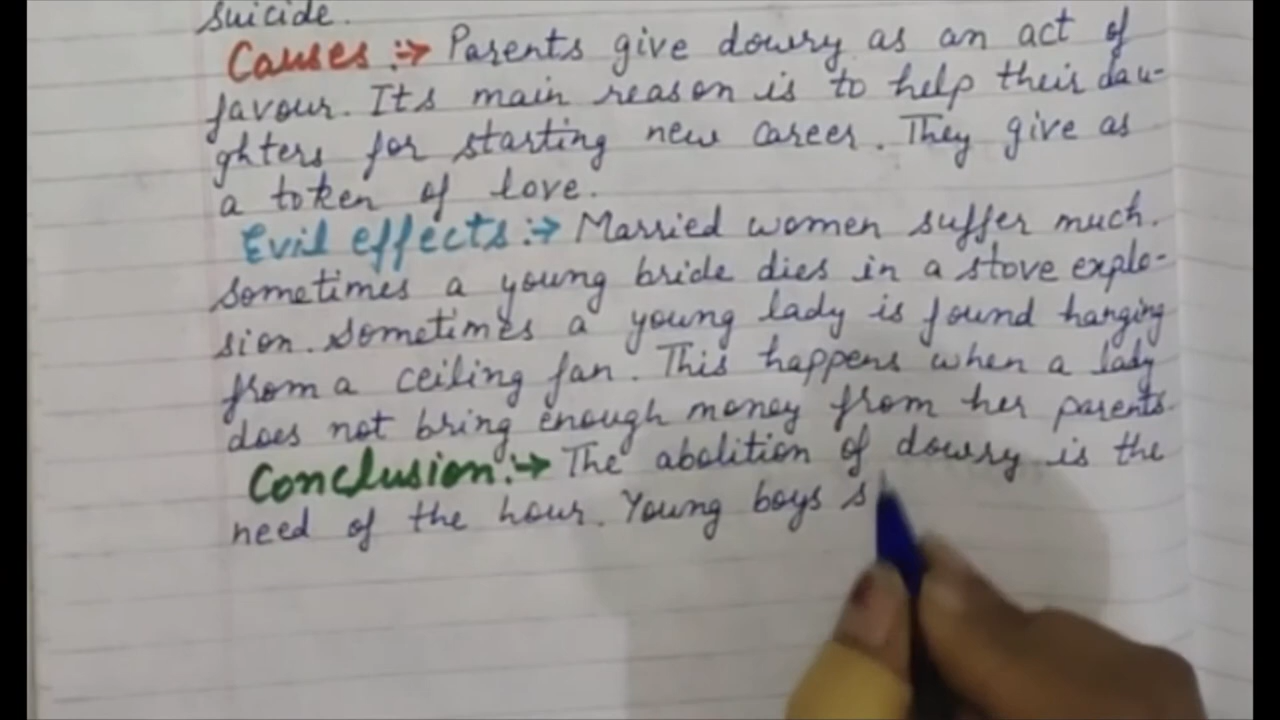 suicide.
Causes :→ Parents give dowry as an act of
favour. Its main reason is to help their dau-
ghters for starting new career. They give as
a token of love.
Evil effects :→ Married women suffer much.
sometimes a young bride dies in a stove explo-
sion. sometimes a young lady is found hanging
from a ceiling fan. This happens when a lady
does not bring enough money from her parents.
Conclusion :→ The abolition of dowry is the
need of the hour. Young boys s